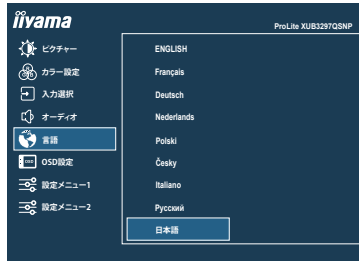 iiyama
ProLite XUB3297QSNP
ピクチャー
カラー設定
入力選択
オーディオ
言語
OSD設定
設定メニュー1
設定メニュー2
ENGLISH
Français
Deutsch
Nederlands
Polski
Česky
Italiano
Русский
日本語